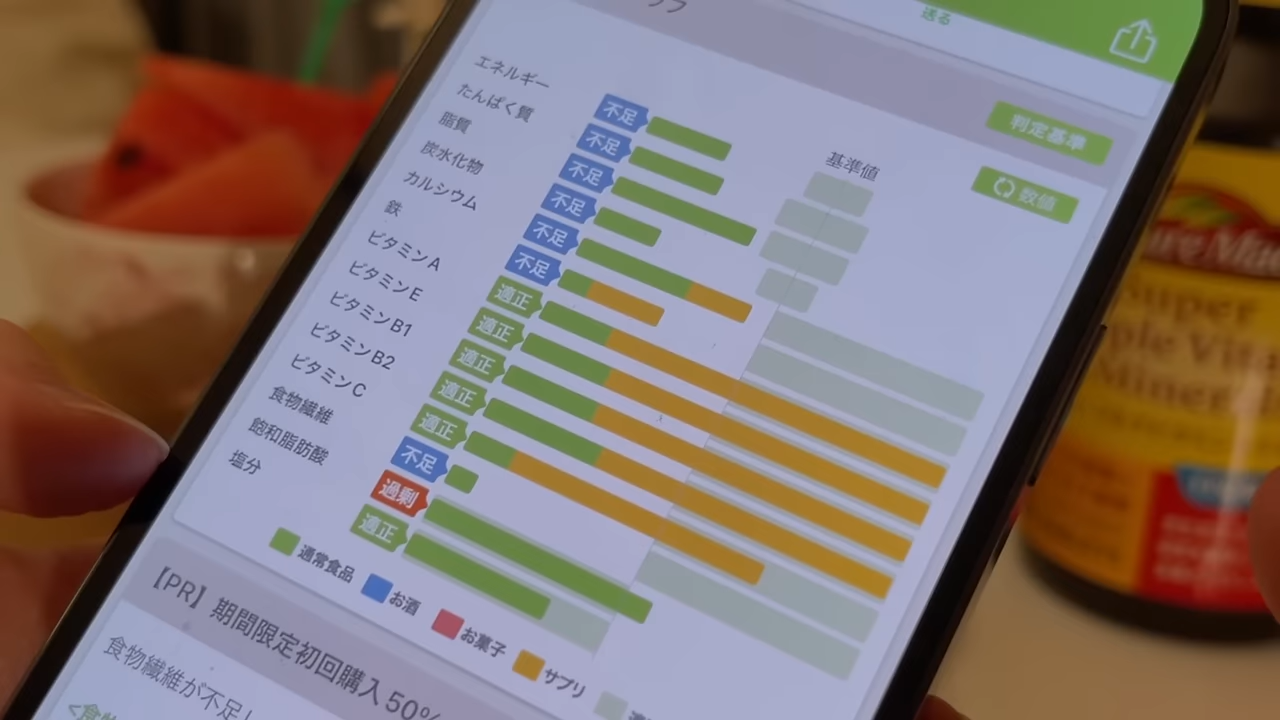 送る
判定基準
数値
基準値
エネルギー 不足
たんぱく質 不足
脂質 不足
炭水化物 不足
カルシウム 不足
鉄 不足
ビタミンA 適正
ビタミンE 適正
ビタミンB1 適正
ビタミンB2 適正
ビタミンC 適正
食物繊維 不足
飽和脂肪酸 過剰
塩分 適正
通常食品 お酒 お菓子 サプリ
【PR】期間限定初回購入50%
食物繊維が不足し
<食物
Super